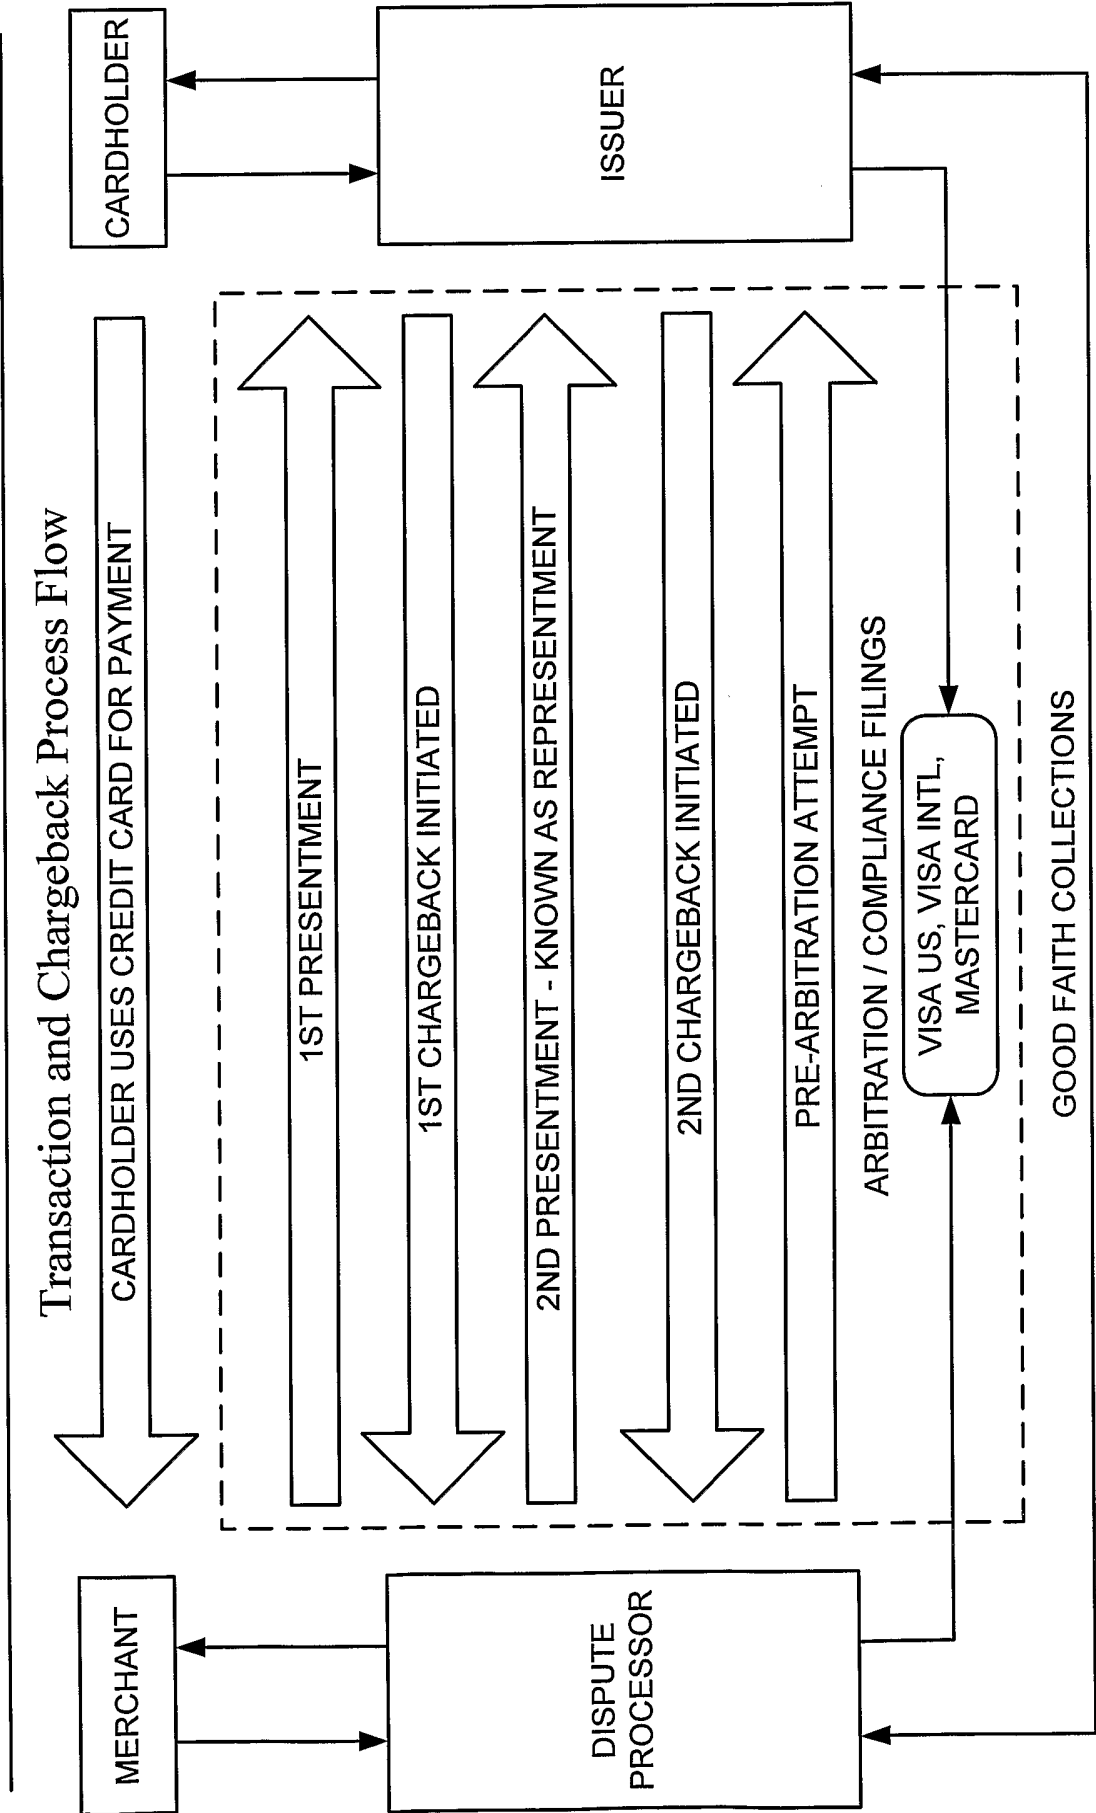 Transaction and Chargeback Process Flow
MERCHANT
CARDHOLDER USES CREDIT CARD FOR PAYMENT
CARDHOLDER
1ST PRESENTMENT
1ST CHARGEBACK INITIATED
2ND PRESENTMENT - KNOWN AS REPRESENTMENT
DISPUTE
PROCESSOR
ISSUER
2ND CHARGEBACK INITIATED
PRE-ARBITRATION ATTEMPT
ARBITRATION / COMPLIANCE FILINGS
VISA US, VISA INTL,
MASTERCARD
GOOD FAITH COLLECTIONS